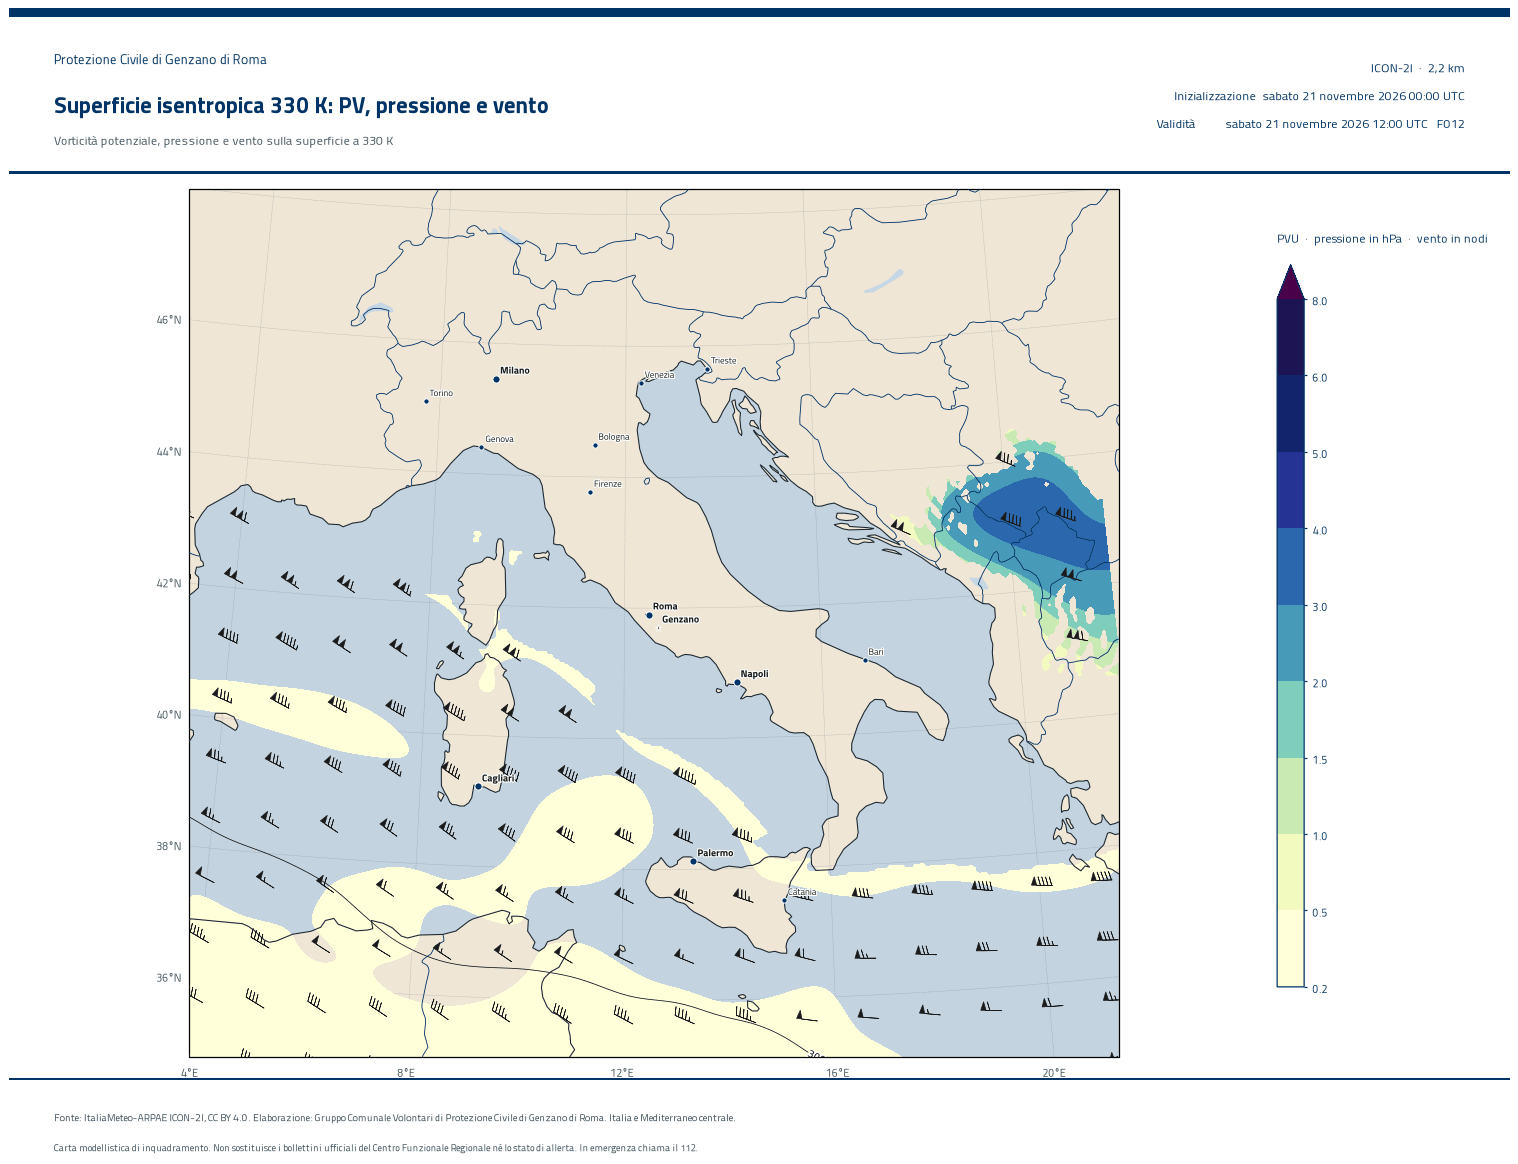 Protezione Civile di Genzano di Roma
Superficie isentropica 330 K: PV, pressione e vento
Vorticità potenziale, pressione e vento sulla superficie a 330 K
ICON-2I · 2,2 km
Inizializzazione sabato 21 novembre 2026 00:00 UTC
Validità sabato 21 novembre 2026 12:00 UTC F012
PVU · pressione in hPa · vento in nodi
8.0
6.0
5.0
4.0
3.0
2.0
1.5
1.0
0.5
0.2
46°N
44°N
42°N
40°N
38°N
36°N
4°E
8°E
12°E
16°E
20°E
Milano
Torino
Venezia
Trieste
Genova
Bologna
Firenze
Roma
Genzano
Napoli
Bari
Cagliari
Palermo
Catania
Fonte: ItaliaMeteo-ARPAE ICON-2I, CC BY 4.0. Elaborazione: Gruppo Comunale Volontari di Protezione Civile di Genzano di Roma. Italia e Mediterraneo centrale.
Carta modellistica di inquadramento. Non sostituisce i bollettini ufficiali del Centro Funzionale Regionale né lo stato di allerta. In emergenza chiama il 112.